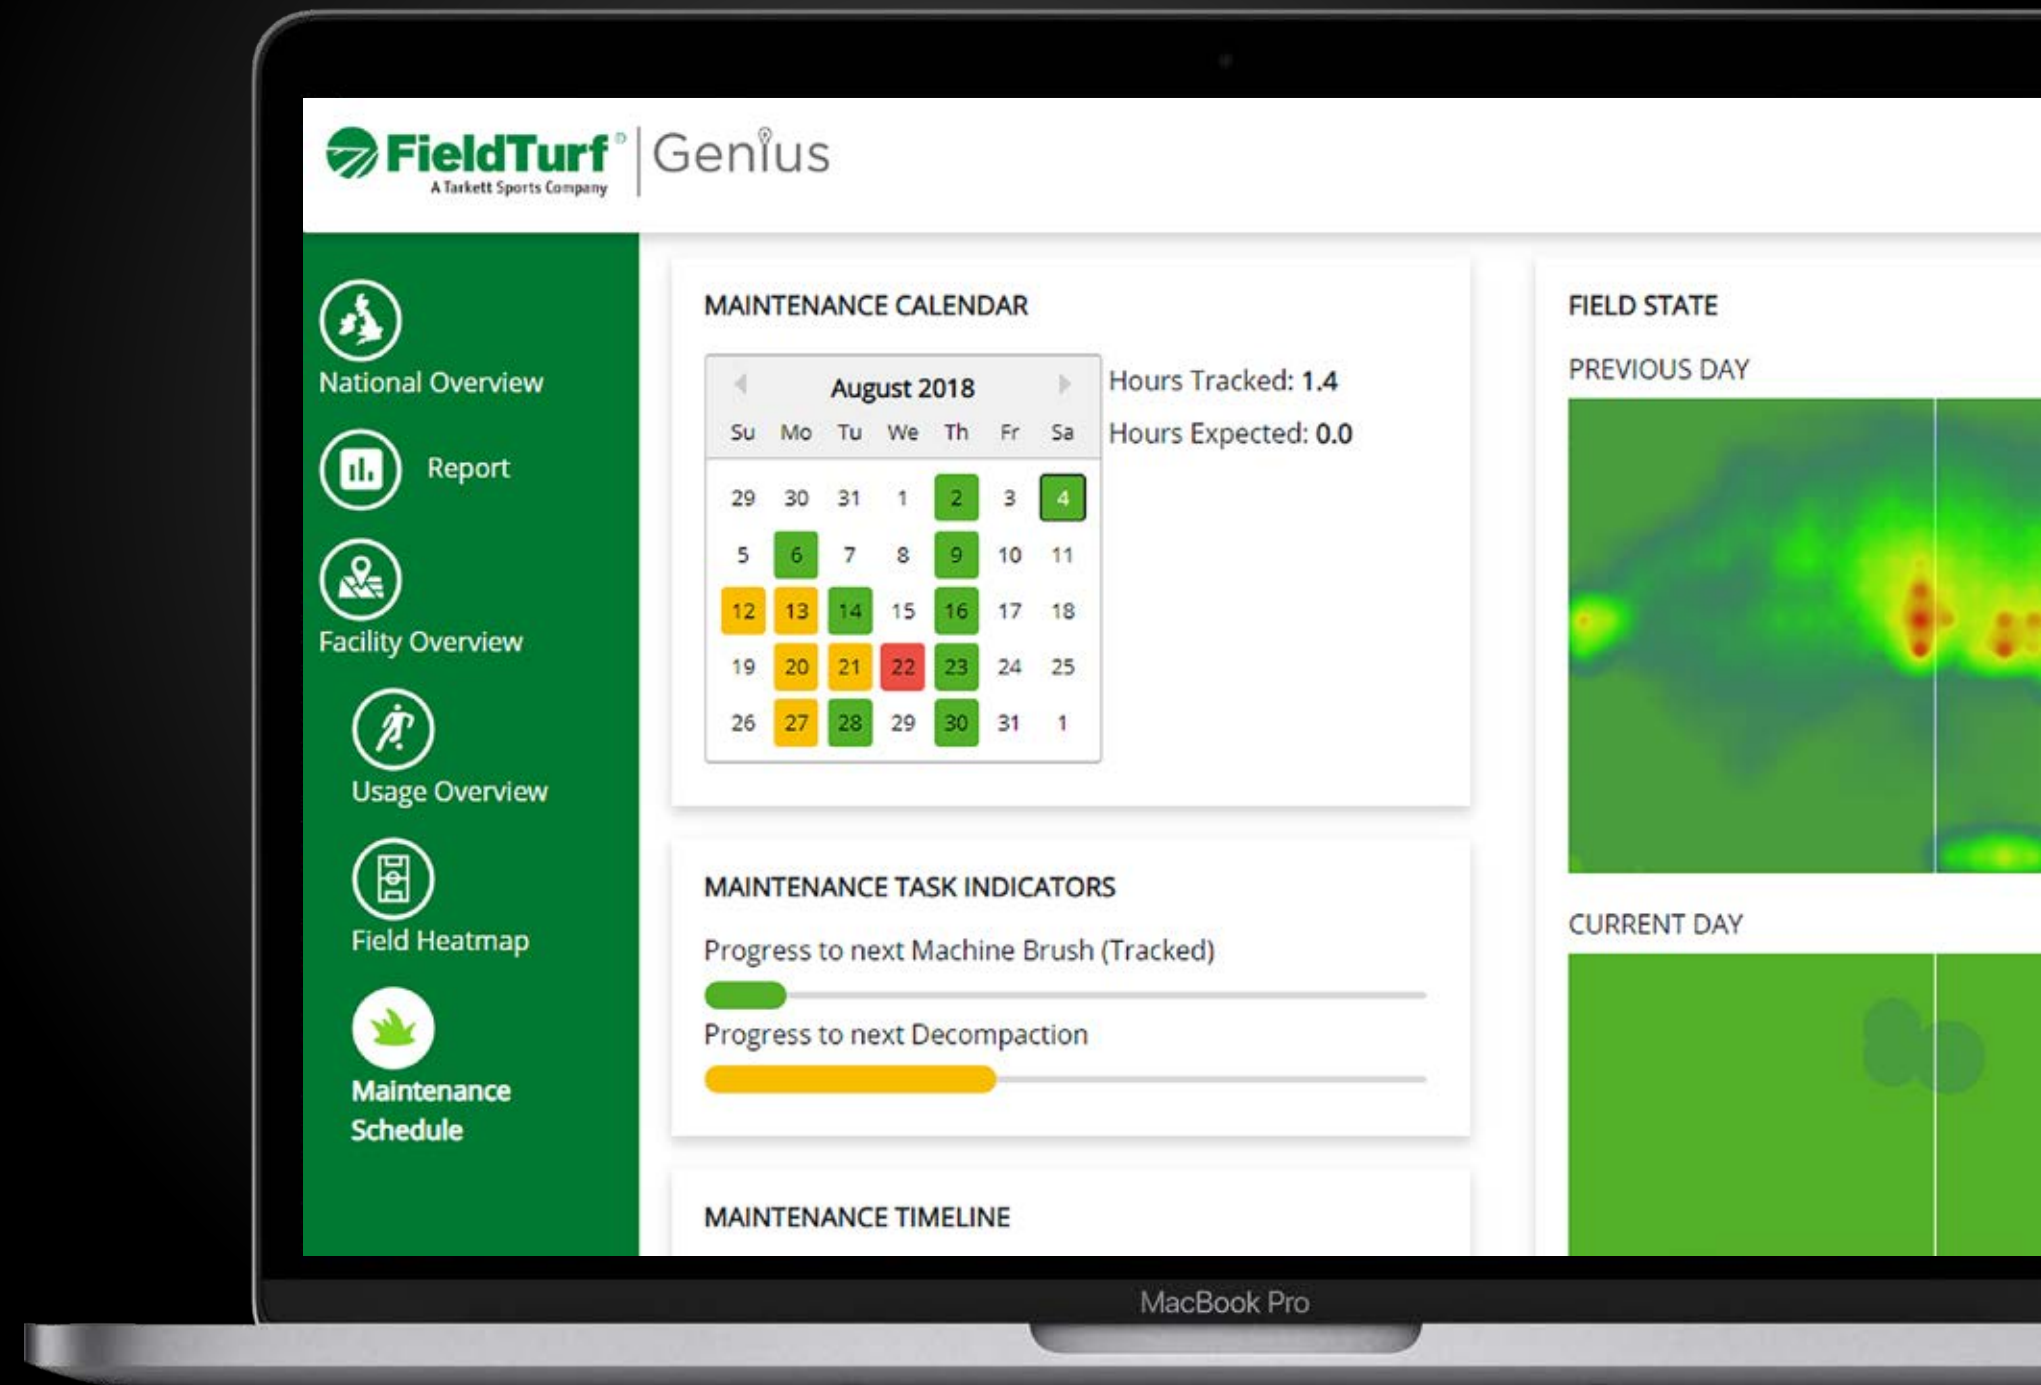 FieldTurf® | Genius
A Tarkett Sports Company
National Overview
Report
Facility Overview
Usage Overview
Field Heatmap
Maintenance
Schedule
MAINTENANCE CALENDAR
August 2018
Su Mo Tu We Th Fr Sa
29 30 31 1 2 3 4
5 6 7 8 9 10 11
12 13 14 15 16 17 18
19 20 21 22 23 24 25
26 27 28 29 30 31 1
Hours Tracked: 1.4
Hours Expected: 0.0
MAINTENANCE TASK INDICATORS
Progress to next Machine Brush (Tracked)
Progress to next Decompaction
MAINTENANCE TIMELINE
FIELD STATE
PREVIOUS DAY
CURRENT DAY
MacBook Pro